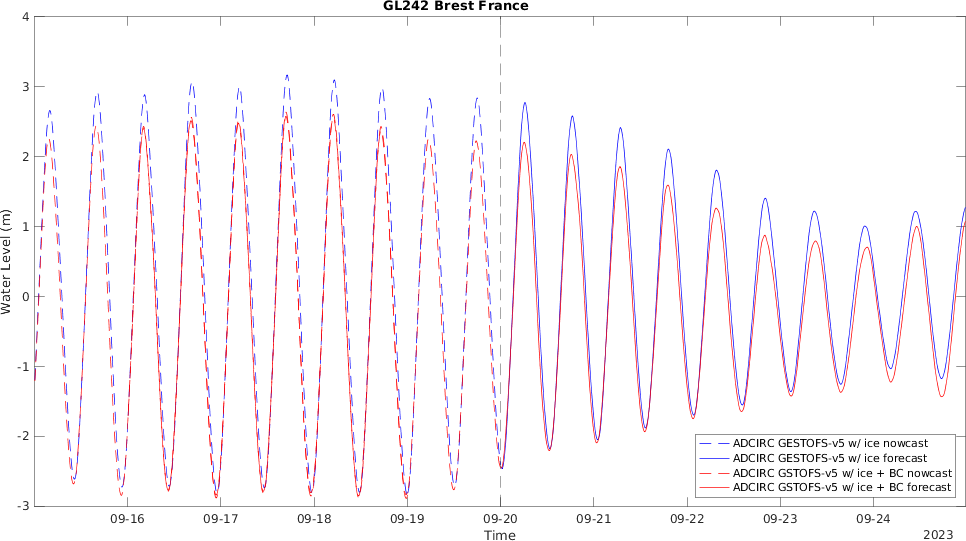 GL242 Brest France
4
3
2
1
0
-1
-2
-3
Water Level (m)
ADCIRC GESTOFS-v5 w/ ice nowcast
ADCIRC GESTOFS-v5 w/ ice forecast
ADCIRC GSTOFS-v5 w/ ice + BC nowcast
ADCIRC GSTOFS-v5 w/ ice + BC forecast
09-16 09-17 09-18 09-19 09-20 09-21 09-22 09-23 09-24
Time
2023